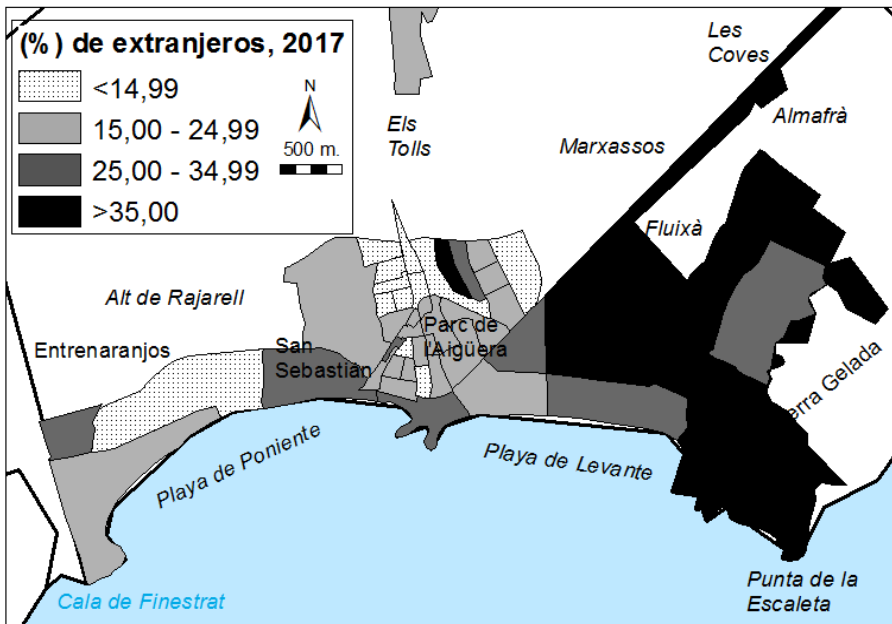 (%) de extranjeros, 2017
<14,99
15,00 - 24,99
25,00 - 34,99
>35,00
N
500 m.
Les
Coves
Almafrà
Els
Tolls
Marxassos
Fluixà
Alt de Rajarell
Entrenaranjos
San
Sebastián
Parc de
l'Aigüera
erra Gelada
Playa de Poniente
Playa de Levante
Cala de Finestrat
Punta de la
Escaleta